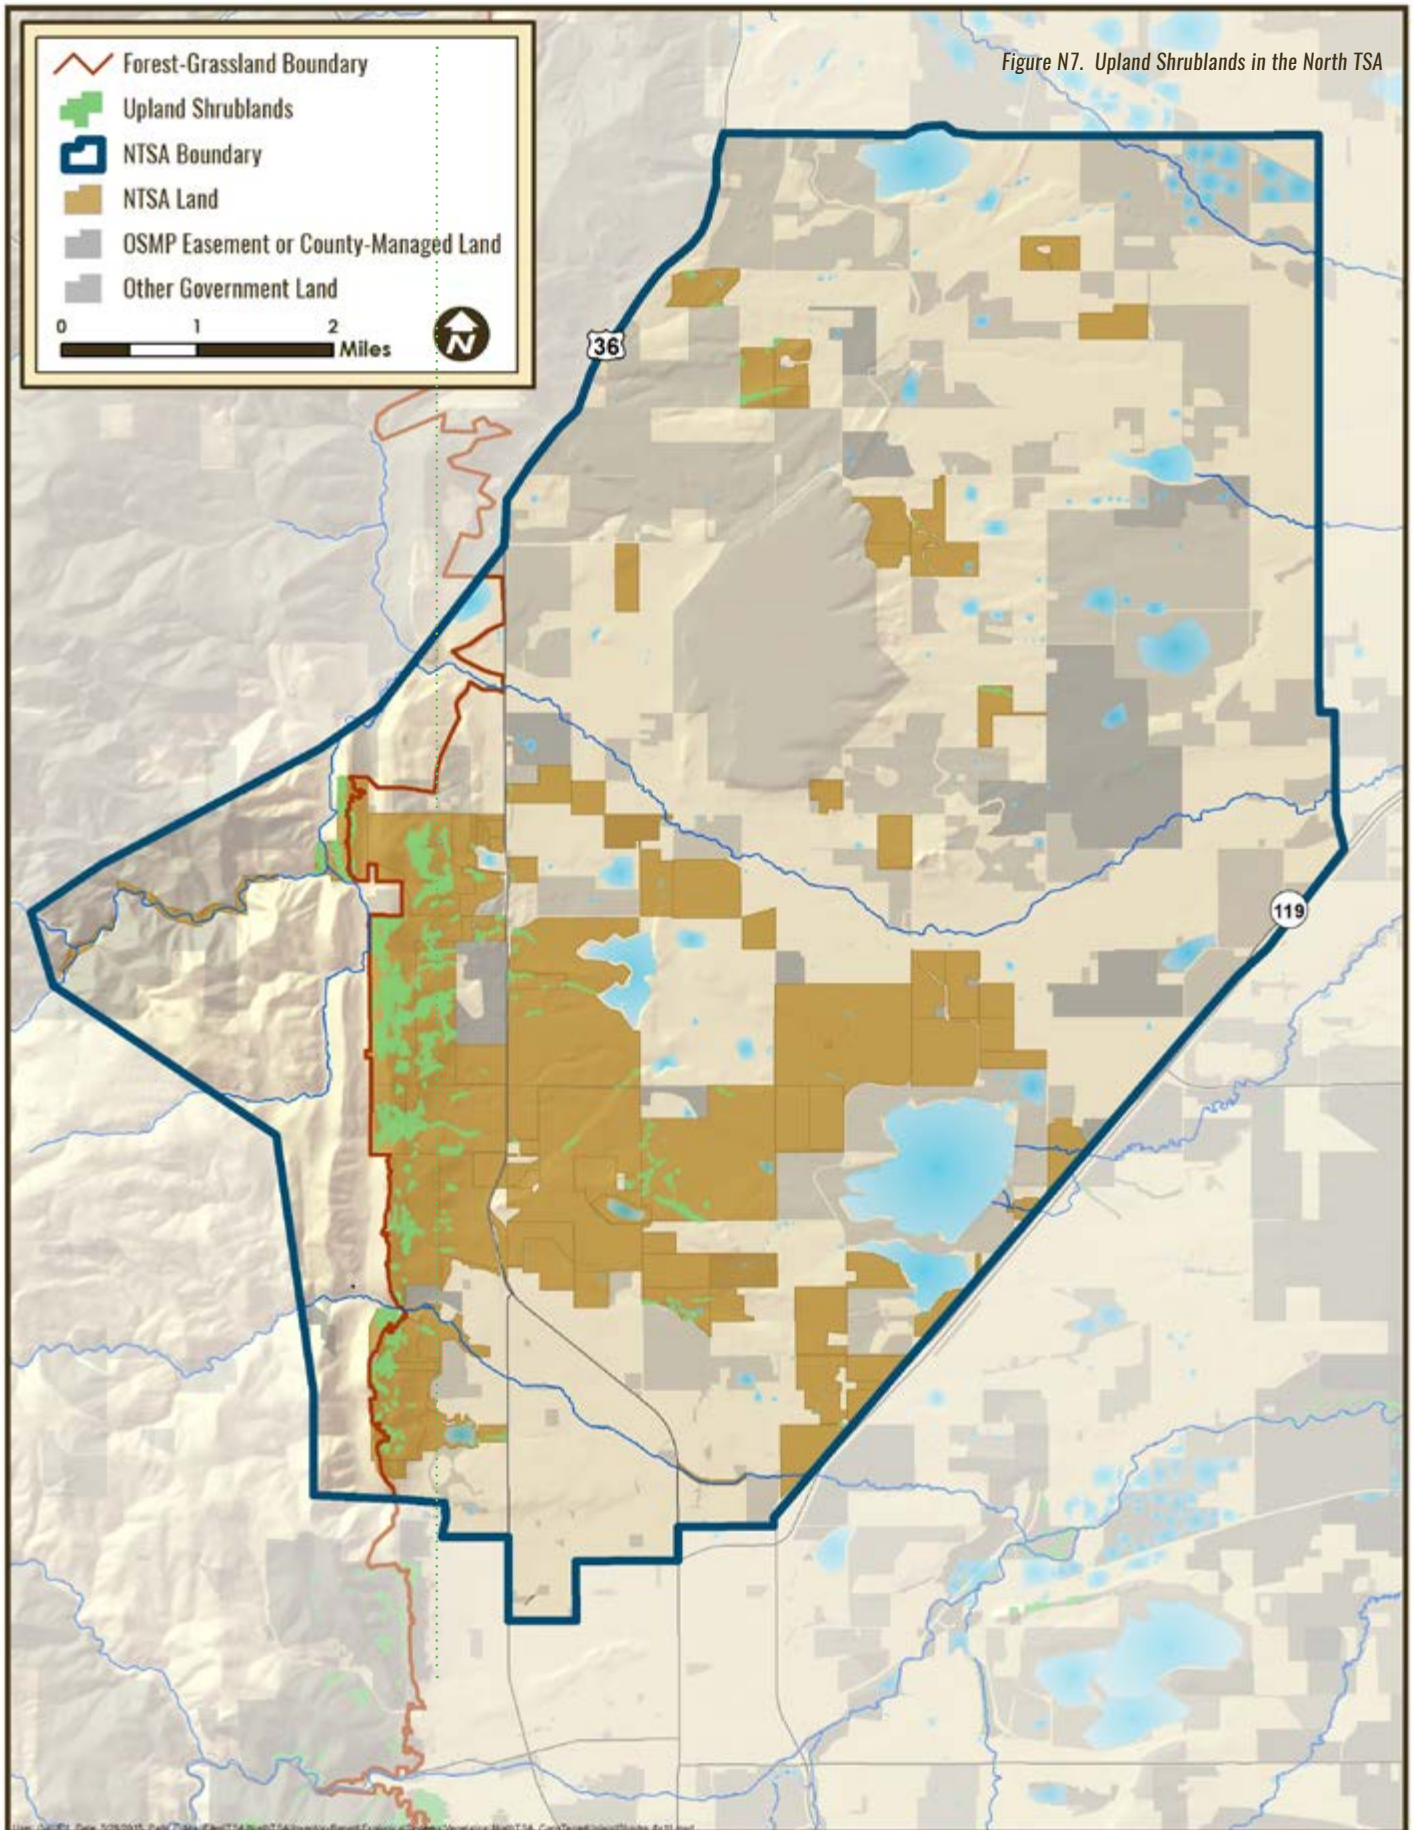 Figure N7. Upland Shrublands in the North TSA
Forest-Grassland Boundary
Upland Shrublands
NTSA Boundary
NTSA Land
OSMP Easement or County-Managed Land
Other Government Land
0 1 2
Miles
N
36
119